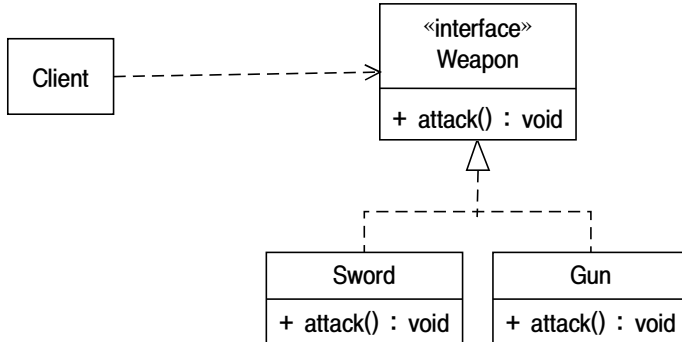 «interface»
Weapon
Client
+ attack() : void
Sword
Gun
+ attack() : void
+ attack() : void